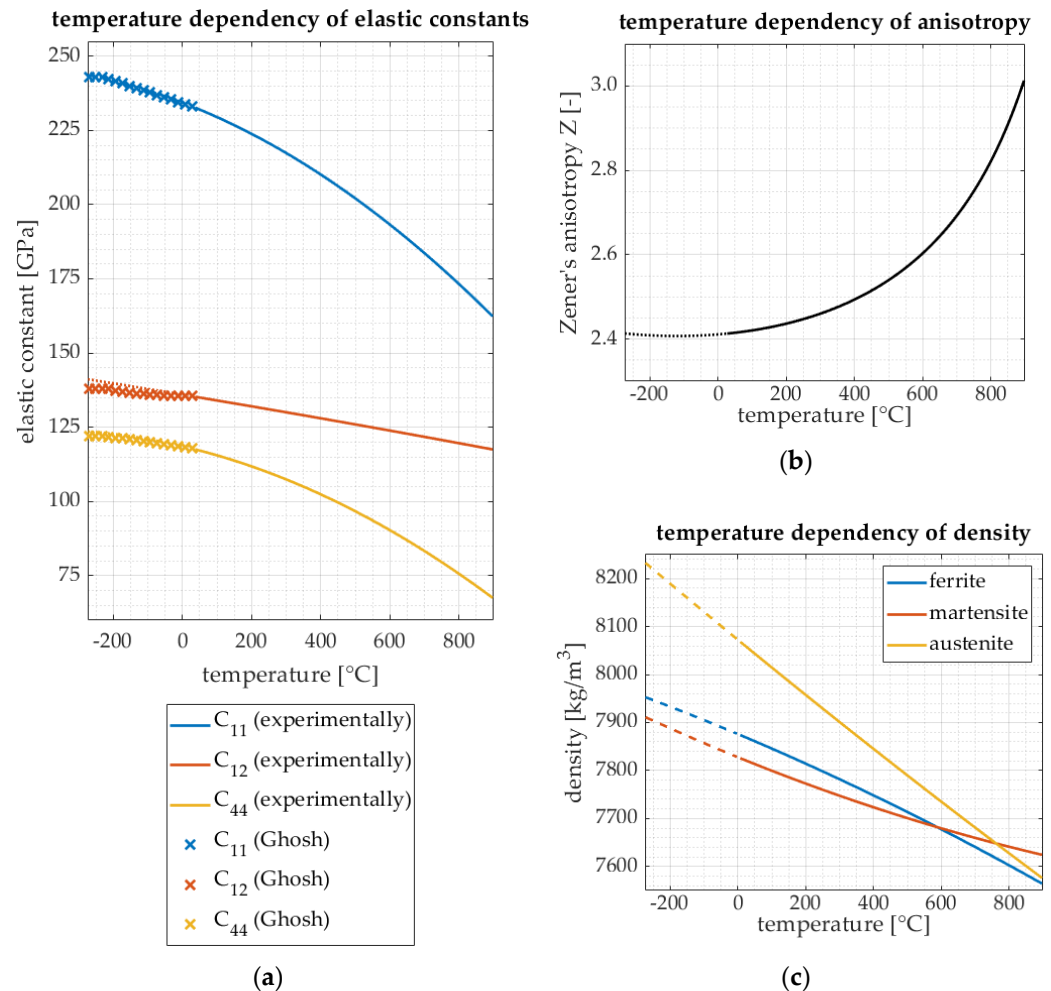 temperature dependency of elastic constants
250
225
200
175
150
125
100
75
elastic constant [GPa]
-200 0 200 400 600 800
temperature [°C]
C11 (experimentally)
C12 (experimentally)
C44 (experimentally)
C11 (Ghosh)
C12 (Ghosh)
C44 (Ghosh)
(a)
temperature dependency of anisotropy
3.0
2.8
2.6
2.4
Zener's anisotropy Z [-]
-200 0 200 400 600 800
temperature [°C]
(b)
temperature dependency of density
8200
8100
8000
7900
7800
7700
7600
density [kg/m³]
ferrite
martensite
austenite
-200 0 200 400 600 800
temperature [°C]
(c)